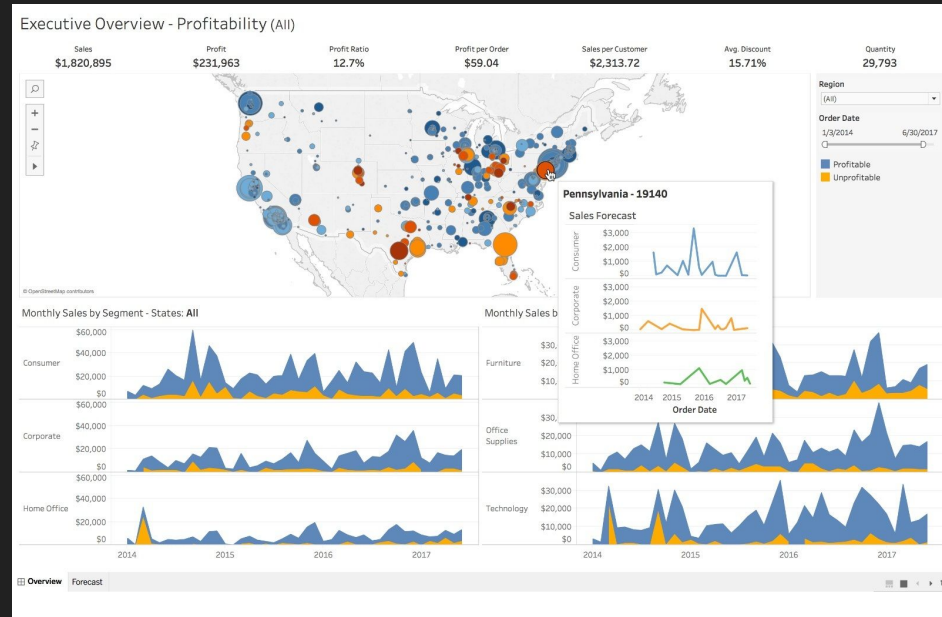 Executive Overview - Profitability (All)
Sales Profit Profit Ratio Profit per Order Sales per Customer Avg. Discount Quantity
$1,820,895 $231,963 12.7% $59.04 $2,313.72 15.71% 29,793
Region
(All)
Order Date
1/3/2014 6/30/2017
Profitable
Unprofitable
Pennsylvania - 19140
Sales Forecast
Consumer
$3,000
$2,000
$1,000
$0
Corporate
$3,000
$2,000
$1,000
$0
Home Office
$3,000
$2,000
$1,000
$0
2014 2015 2016 2017
Order Date
© OpenStreetMap contributors
Monthly Sales by Segment - States: All
Consumer
$60,000
$40,000
$20,000
$0
Corporate
$60,000
$40,000
$20,000
$0
Home Office
$60,000
$40,000
$20,000
$0
2014 2015 2016 2017
Monthly Sales b
Furniture
$30,
$20,
$10,
Office
Supplies
$30,
$20,000
$10,000
$0
Technology
$30,000
$20,000
$10,000
$0
2014 2015 2016 2017
Overview Forecast